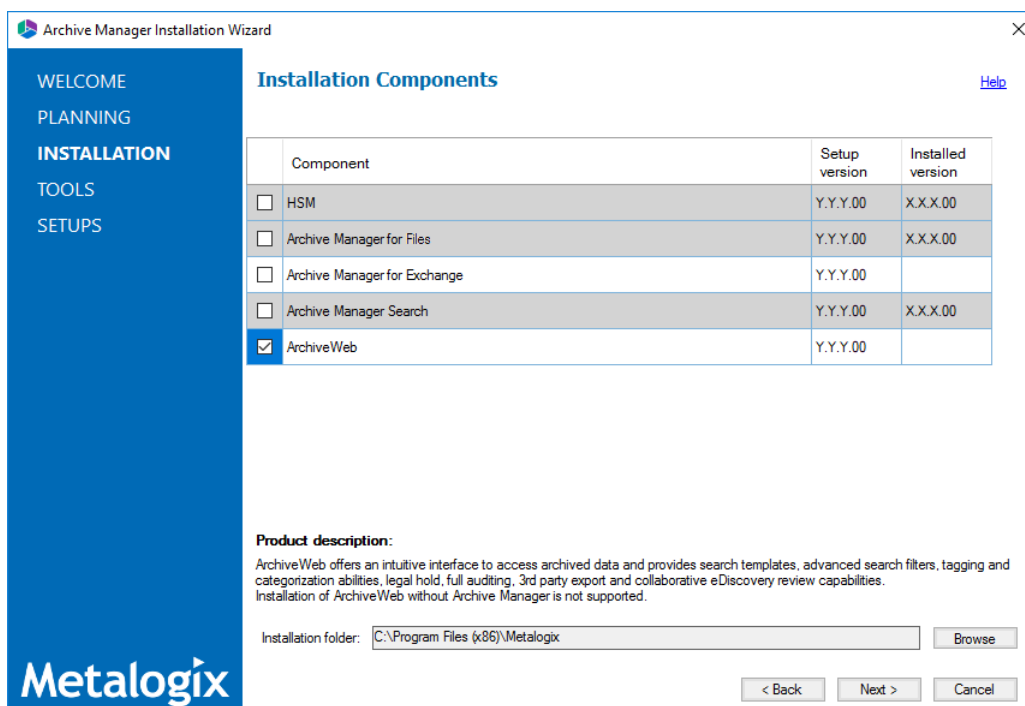 Archive Manager Installation Wizard
WELCOME
PLANNING
INSTALLATION
TOOLS
SETUPS
Metalogix
Installation Components
Help
Component Setup version Installed version
HSM Y.Y.Y.00 X.X.X.00
Archive Manager for Files Y.Y.Y.00 X.X.X.00
Archive Manager for Exchange Y.Y.Y.00
Archive Manager Search Y.Y.Y.00 X.X.X.00
ArchiveWeb Y.Y.Y.00
Product description:
ArchiveWeb offers an intuitive interface to access archived data and provides search templates, advanced search filters, tagging and
categorization abilities, legal hold, full auditing, 3rd party export and collaborative eDiscovery review capabilities.
Installation of ArchiveWeb without Archive Manager is not supported.
Installation folder: C:\Program Files (x86)\Metalogix Browse
< Back Next > Cancel